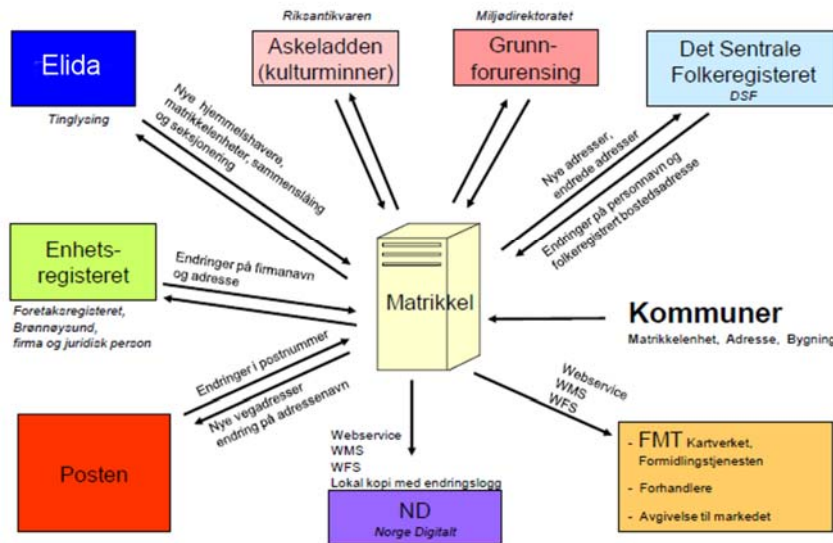 Riksantikvaren
Miljødirektoratet
Elida
Askeladden
(kulturminner)
Grunn-
forurensing
Det Sentrale
Folkeregisteret
DSF
Tinglysing
Nye hjemmelshavere,
matrikkelenheter, sammenslåing
og seksjonering
Nye adresser,
endrede adresser
Endringer på personnavn og
folkeregistrert bostedsadresse
Enhets-
registeret
Endringer på firmanavn
og adresse
Matrikkel
Kommuner
Matrikkelenhet, Adresse, Bygning
Foretaksregisteret,
Brønnøysund,
firma og juridisk person
Endringer i postnummer
Nye vegadresser
endring på adressenavn
Posten
Webservice
WMS
WFS
Lokal kopi med endringslogg
ND
Norge Digitalt
Webservice
WMS
WFS
- FMT Kartverket,
Formidlingstjenesten
- Forhandlere
- Avgivelse til markedet